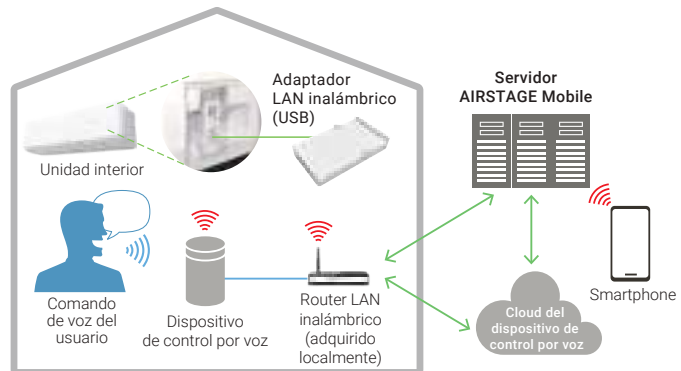 Adaptador
LAN inalámbrico
(USB)
Servidor
AIRSTAGE Mobile
Unidad interior
Comando
de voz del
usuario
Dispositivo
de control por voz
Router LAN
inalámbrico
(adquirido
localmente)
Cloud del
dispositivo de
control por voz
Smartphone